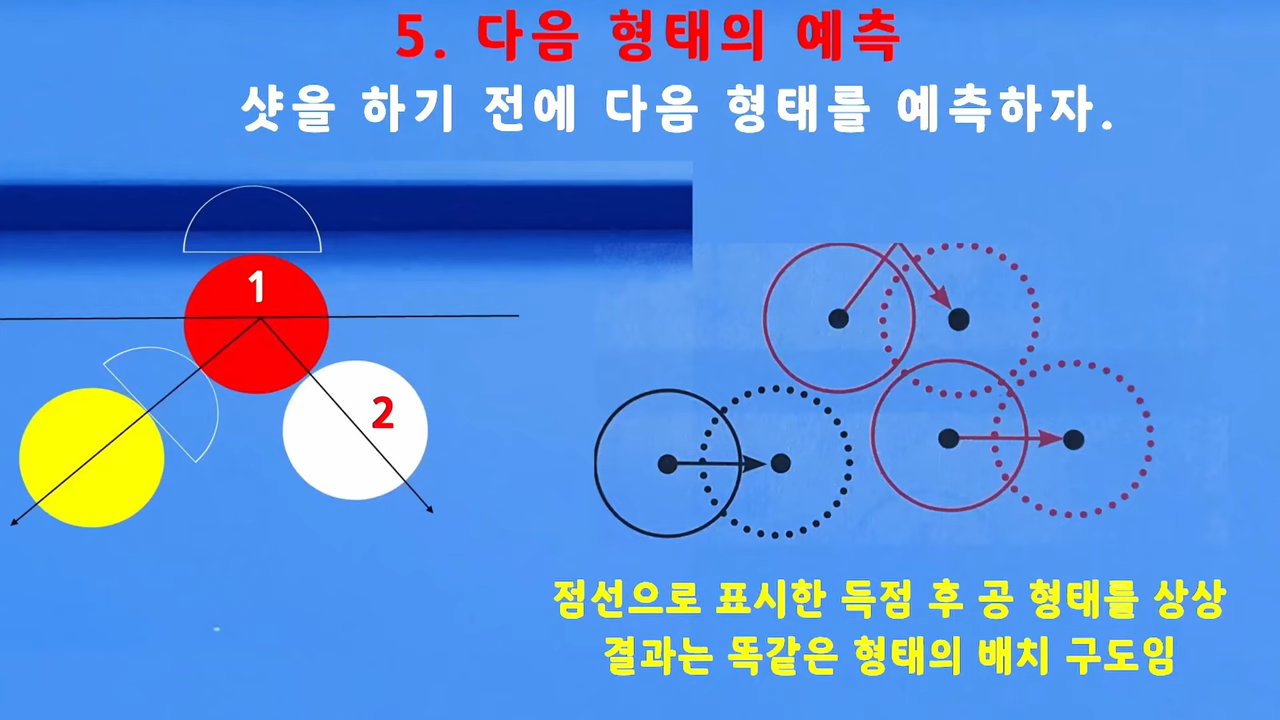 5. 다음 형태의 예측
샷을 하기 전에 다음 형태를 예측하자.
1
2
점선으로 표시한 득점 후 공 형태를 상상
결과는 똑같은 형태의 배치 구도임